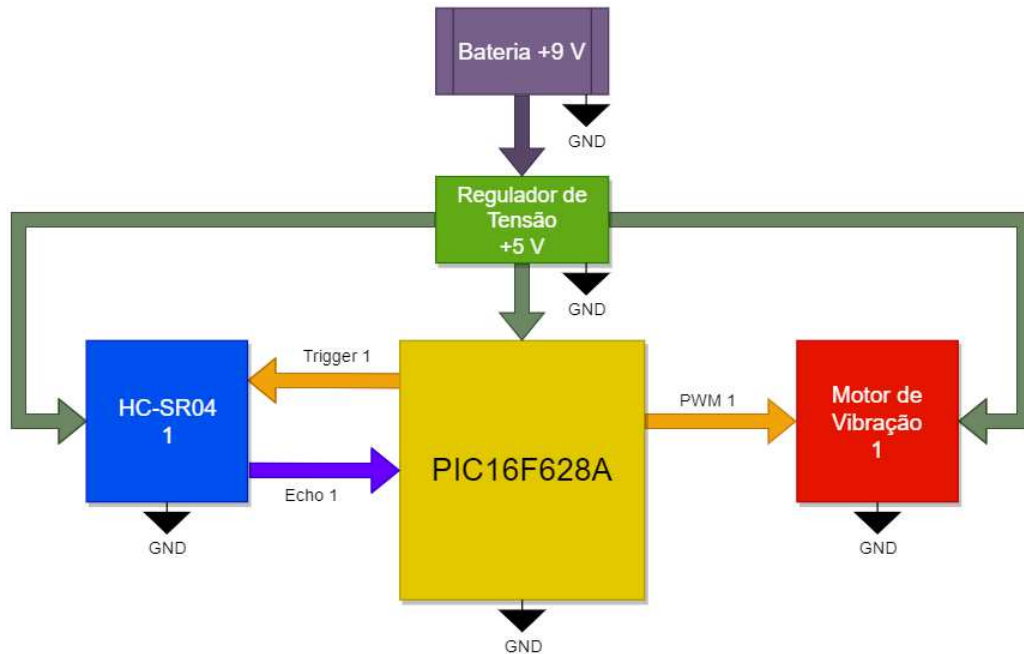 Bateria +9 V
GND
Regulador de
Tensão
+5 V
GND
Trigger 1
HC-SR04
1
Echo 1
GND
PIC16F628A
GND
PWM 1
Motor de
Vibração
1
GND